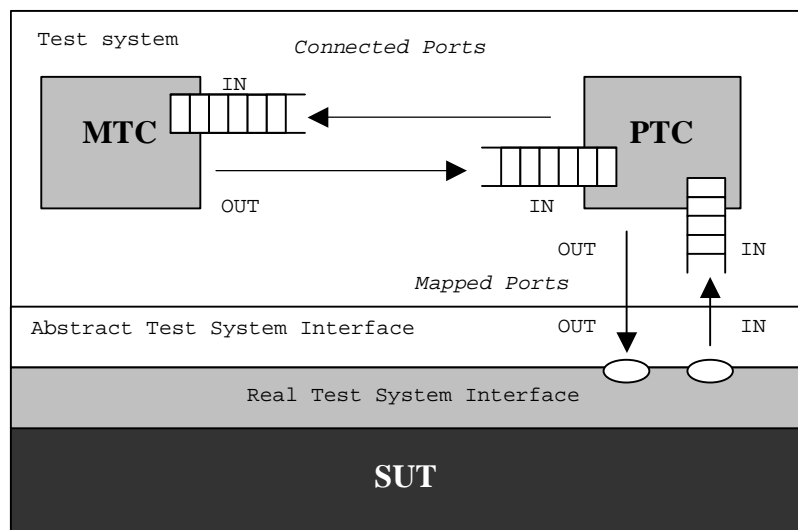 Test system
Connected Ports
IN
MTC
PTC
OUT
IN
OUT
IN
Mapped Ports
Abstract Test System Interface
OUT
IN
Real Test System Interface
SUT